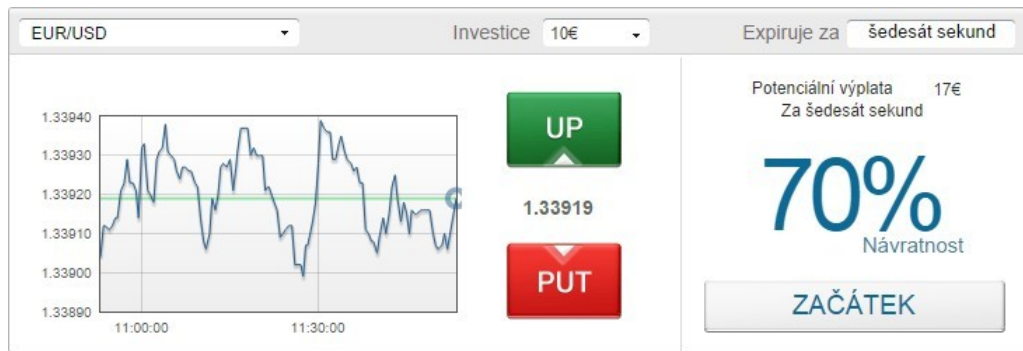 EUR/USD Investice 10€ Expiruje za šedesát sekund
Potenciální výplata 17€
Za šedesát sekund
1.33940
1.33930
1.33920
1.33910
1.33900
1.33890
11:00:00 11:30:00
UP
1.33919
PUT
70%
Návratnost
ZAČÁTEK